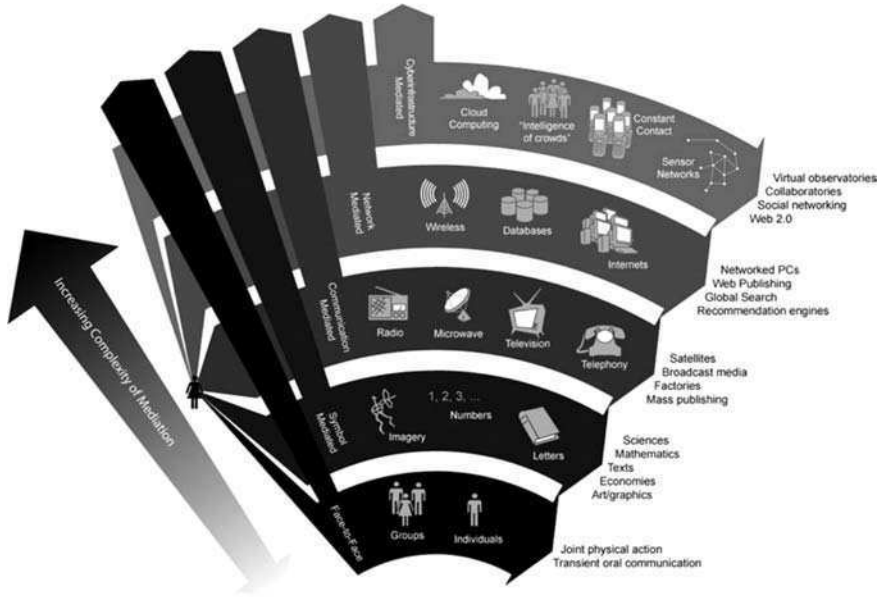 Cyberinfrastructure
Mediated
Cloud
Computing
"Intelligence
of crowds"
Constant
Contact
Sensor
Networks
Virtual observatories
Collaboratories
Social networking
Web 2.0
Network
Mediated
Wireless
Databases
Internets
Networked PCs
Web Publishing
Global Search
Recommendation engines
Communication
Mediated
Radio
Microwave
Television
Telephony
Satellites
Broadcast media
Factories
Mass publishing
Symbol
Mediated
Imagery
1, 2, 3, ...
Numbers
Letters
Sciences
Mathematics
Texts
Economies
Art/graphics
Face-to-Face
Groups
Individuals
Joint physical action
Transient oral communication
Increasing Complexity of Mediation